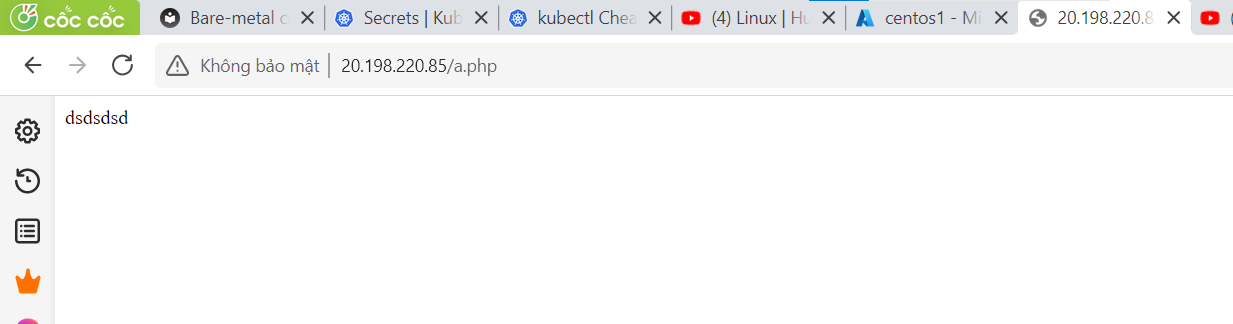 cốc cốc
Bare-metal c
Secrets | Kub
kubectl Chea
(4) Linux | Hu
centos1 - Mi
20.198.220.8
Không bảo mật
20.198.220.85/a.php
dsdsdsd